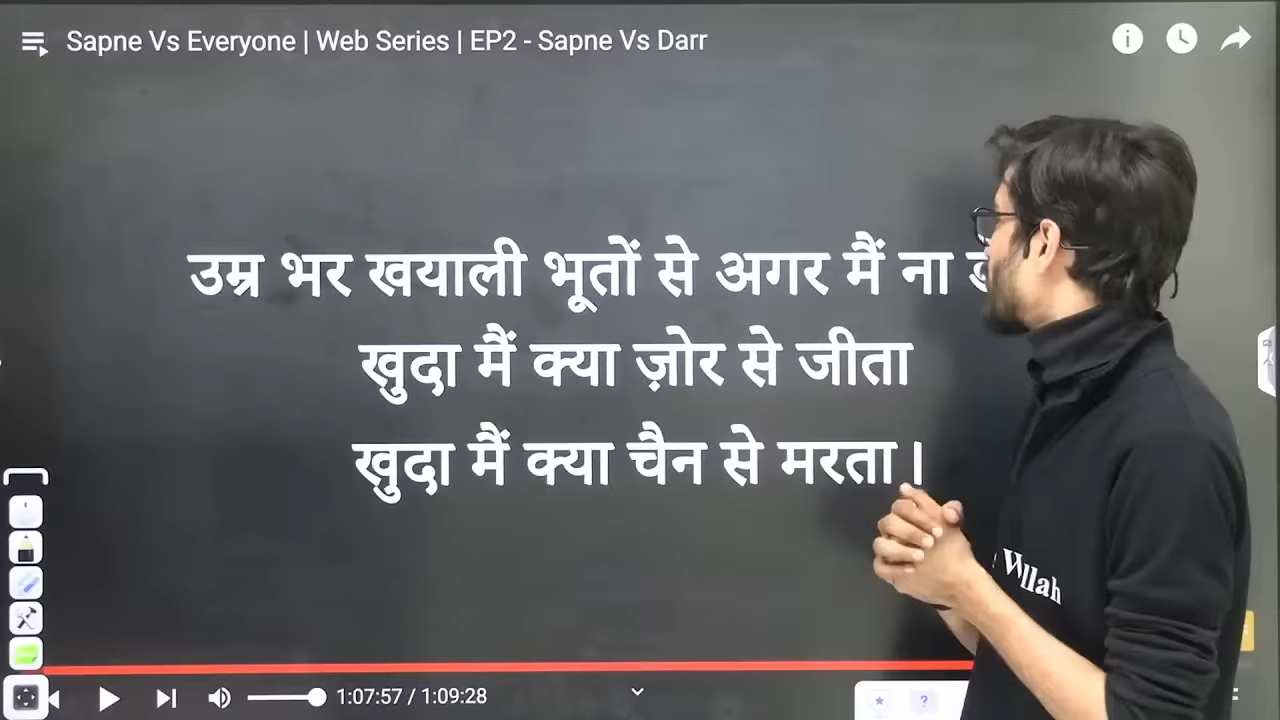 Sapne Vs Everyone | Web Series | EP2 - Sapne Vs Darr
उम्र भर खयाली भूतों से अगर मैं ना
खुदा मैं क्या ज़ोर से जीता
खुदा मैं क्या चैन से मरता।
Wallah
1:07:57 / 1:09:28